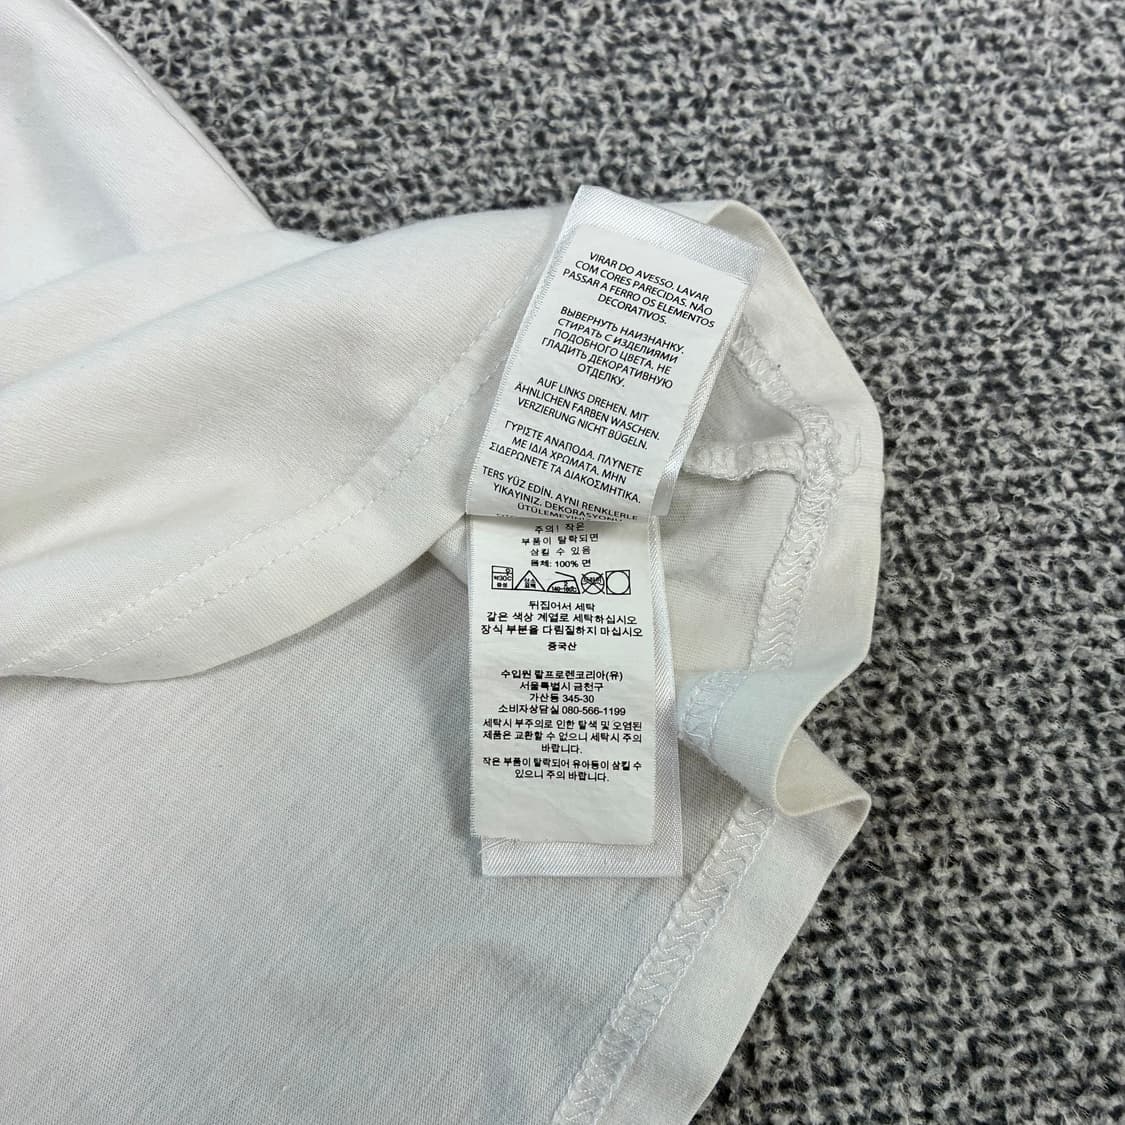 VIRAR DO AVESSO. LAVAR
COM CORES PARECIDAS. NÃO
PASSAR A FERRO OS ELEMENTOS
DECORATIVOS.
ВЫВЕРНУТЬ НАИЗНАНКУ.
СТИРАТЬ С ИЗДЕЛИЯМИ
ПОДОБНОГО ЦВЕТА. НЕ
ГЛАДИТЬ ДЕКОРАТИВНУЮ
ОТДЕЛКУ.
AUF LINKS DREHEN. MIT
ÄHNLICHEN FARBEN WASCHEN.
VERZIERUNG NICHT BÜGELN.
ΓΥΡΙΣΤΕ ΑΝΑΠΟΔΑ. ΠΛΥΝΕΤΕ
ΜΕ ΙΔΙΑ ΧΡΩΜΑΤΑ. ΜΗΝ
ΣΙΔΕΡΩΝΕΤΕ ΤΑ ΔΙΑΚΟΣΜΗΤΙΚΑ.
TERS YÜZ EDİN. AYNI RENKLERLE
YIKAYINIZ. DEKORASYONU
ÜTÜLEMEYİN
주의! 작은
부품이 탈락되면
삼킬 수 있음
몸체: 100% 면
뒤집어서 세탁
같은 색상 계열로 세탁하십시오
장식 부분을 다림질하지 마십시오
중국산
수입원 랄프로렌코리아(유)
서울특별시 금천구
가산동 345-30
소비자상담실 080-566-1199
세탁시 부주의로 인한 탈색 및 오염된
제품은 교환할 수 없으니 세탁시 주의
바랍니다.
작은 부품이 탈락되어 유아동이 삼킬 수
있으니 주의 바랍니다.